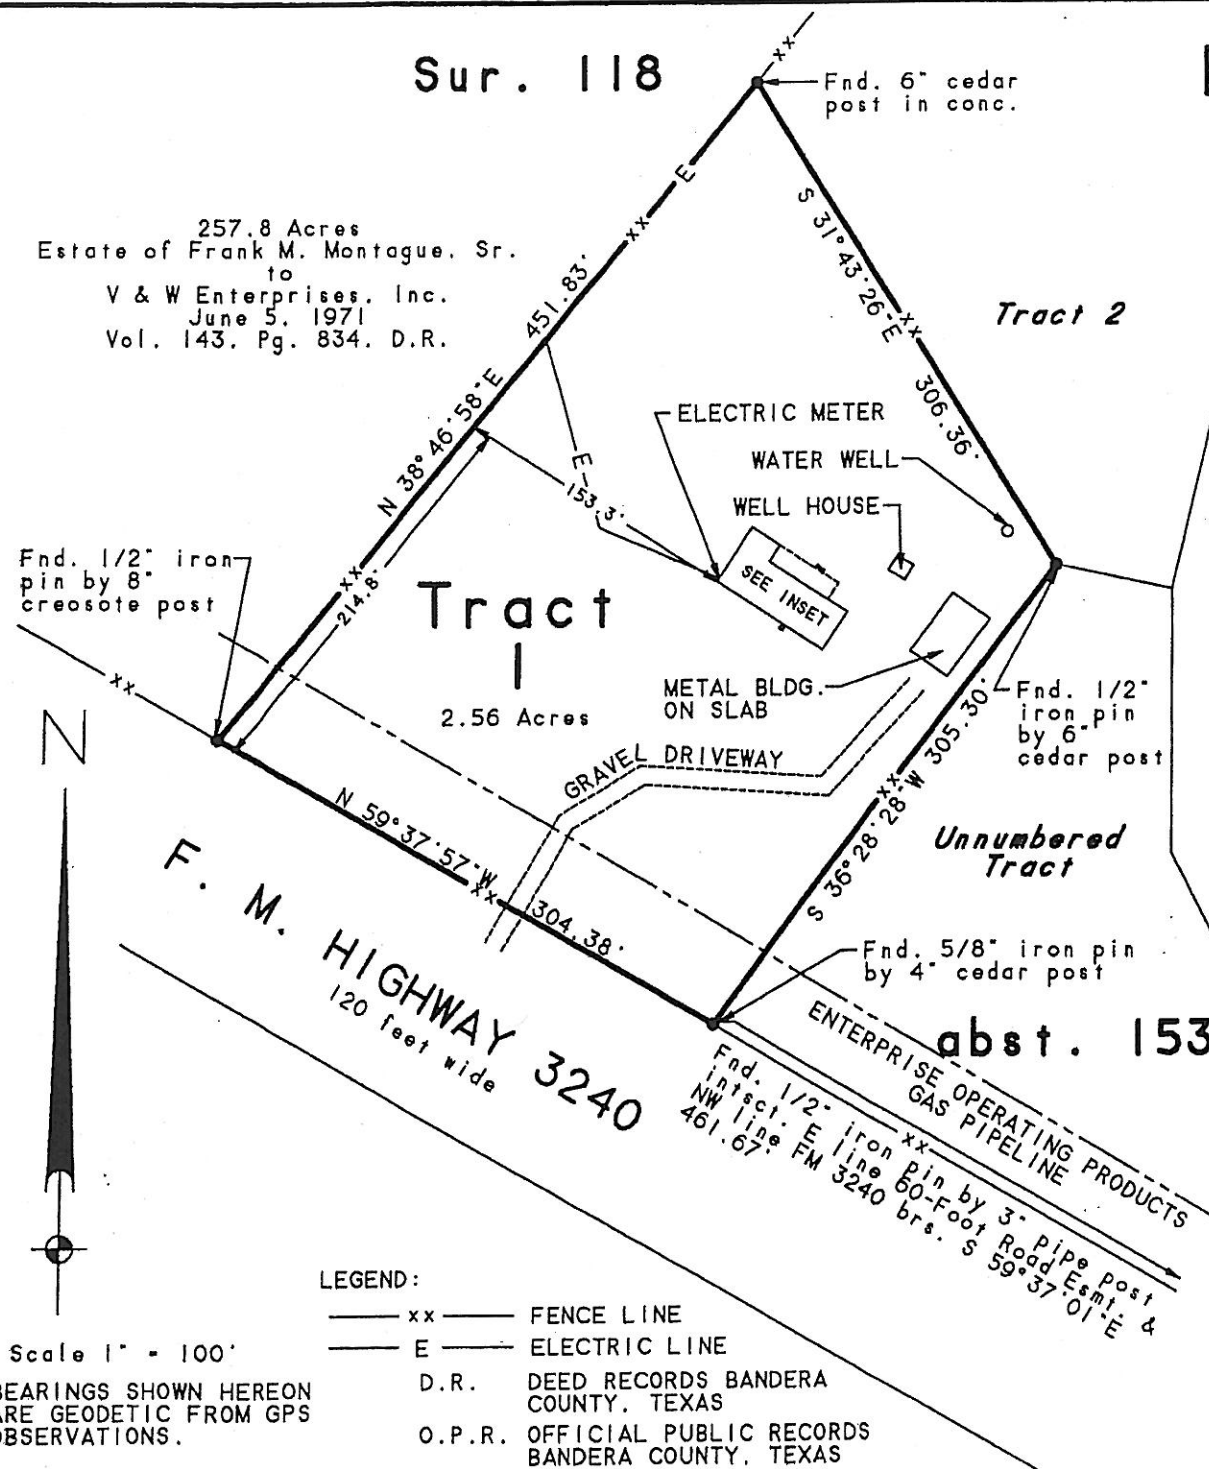 Sur. 118
xx
Fnd. 6" cedar
post in conc.
E
xx
257.8 Acres
Estate of Frank M. Montague, Sr.
to
V & W Enterprises, Inc.
June 5, 1971
Vol. 143, Pg. 834, D.R.
N 38°46'58"E 451.83'
S 31°43'26"E 306.36'
xx
Tract 2
ELECTRIC METER
WATER WELL
WELL HOUSE
E
153.3'
SEE INSET
Fnd. 1/2" iron
pin by 8"
creosote post
xx
214.8'
Tract
1
2.56 Acres
METAL BLDG.
ON SLAB
GRAVEL DRIVEWAY
Fnd. 1/2"
iron pin
by 6"
cedar post
xx
N
N 59°37'57"W 304.38'
xx
S 36°28'28"W 305.30'
xx
Unnumbered
Tract
F. M. HIGHWAY 3240
120 feet wide
Fnd. 5/8" iron pin
by 4" cedar post
abst. 153
ENTERPRISE OPERATING PRODUCTS
GAS PIPELINE
xx
Fnd. 1/2" iron pin by 3" pipe post
intsct. E line 60-Foot Road Esmt. &
NW line FM 3240 brs. S 59°37'01"E
461.67'
LEGEND:
xx FENCE LINE
E ELECTRIC LINE
D.R. DEED RECORDS BANDERA
COUNTY, TEXAS
O.P.R. OFFICIAL PUBLIC RECORDS
BANDERA COUNTY, TEXAS
Scale 1" = 100'
BEARINGS SHOWN HEREON
ARE GEODETIC FROM GPS
OBSERVATIONS.